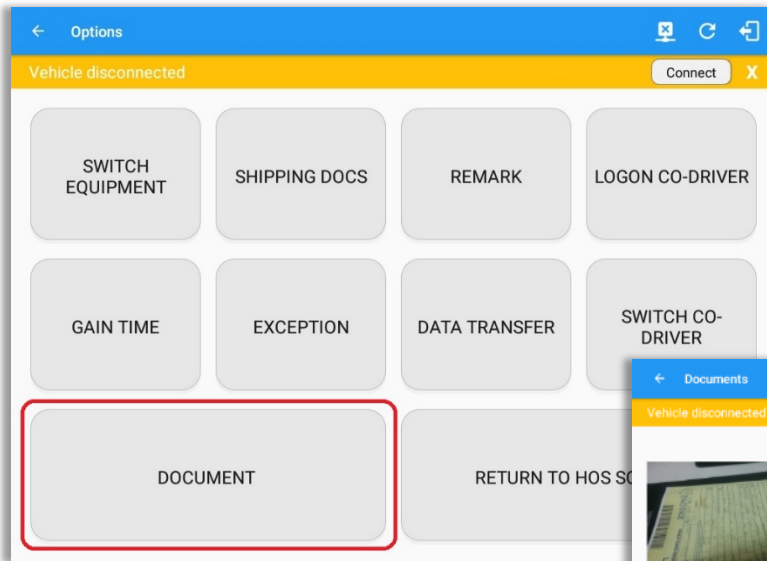 Options
Vehicle disconnected
Connect
X
SWITCH
EQUIPMENT
SHIPPING DOCS
REMARK
LOGON CO-DRIVER
GAIN TIME
EXCEPTION
DATA TRANSFER
SWITCH CO-
DRIVER
DOCUMENT
RETURN TO HOS
Documents
Vehicle disconnected